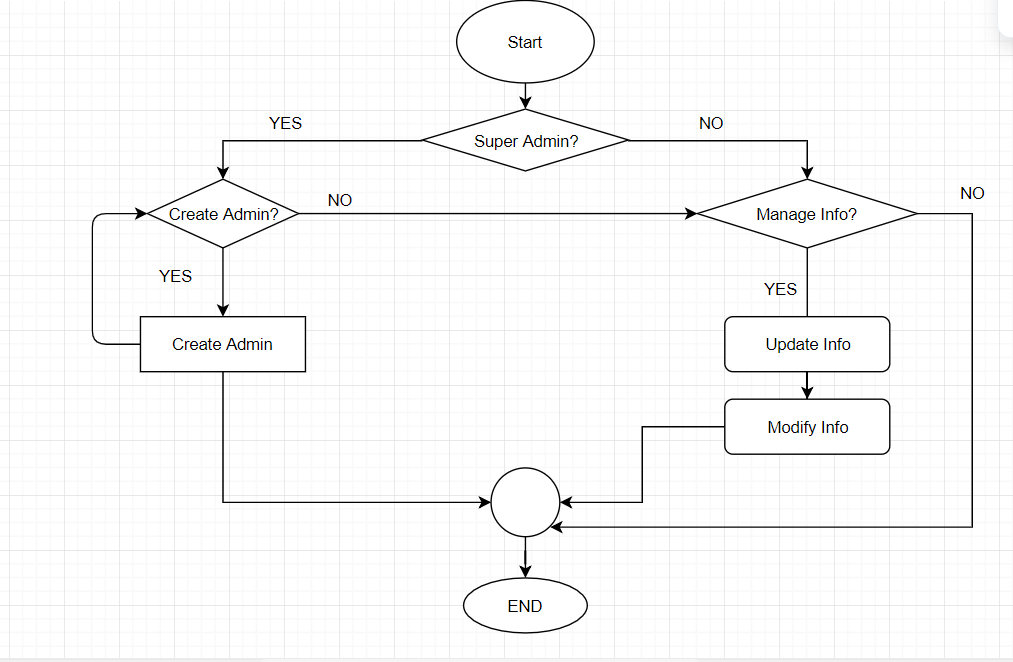 Start
YES
Super Admin?
NO
Create Admin?
NO
Manage Info?
NO
YES
YES
Create Admin
Update Info
Modify Info
END